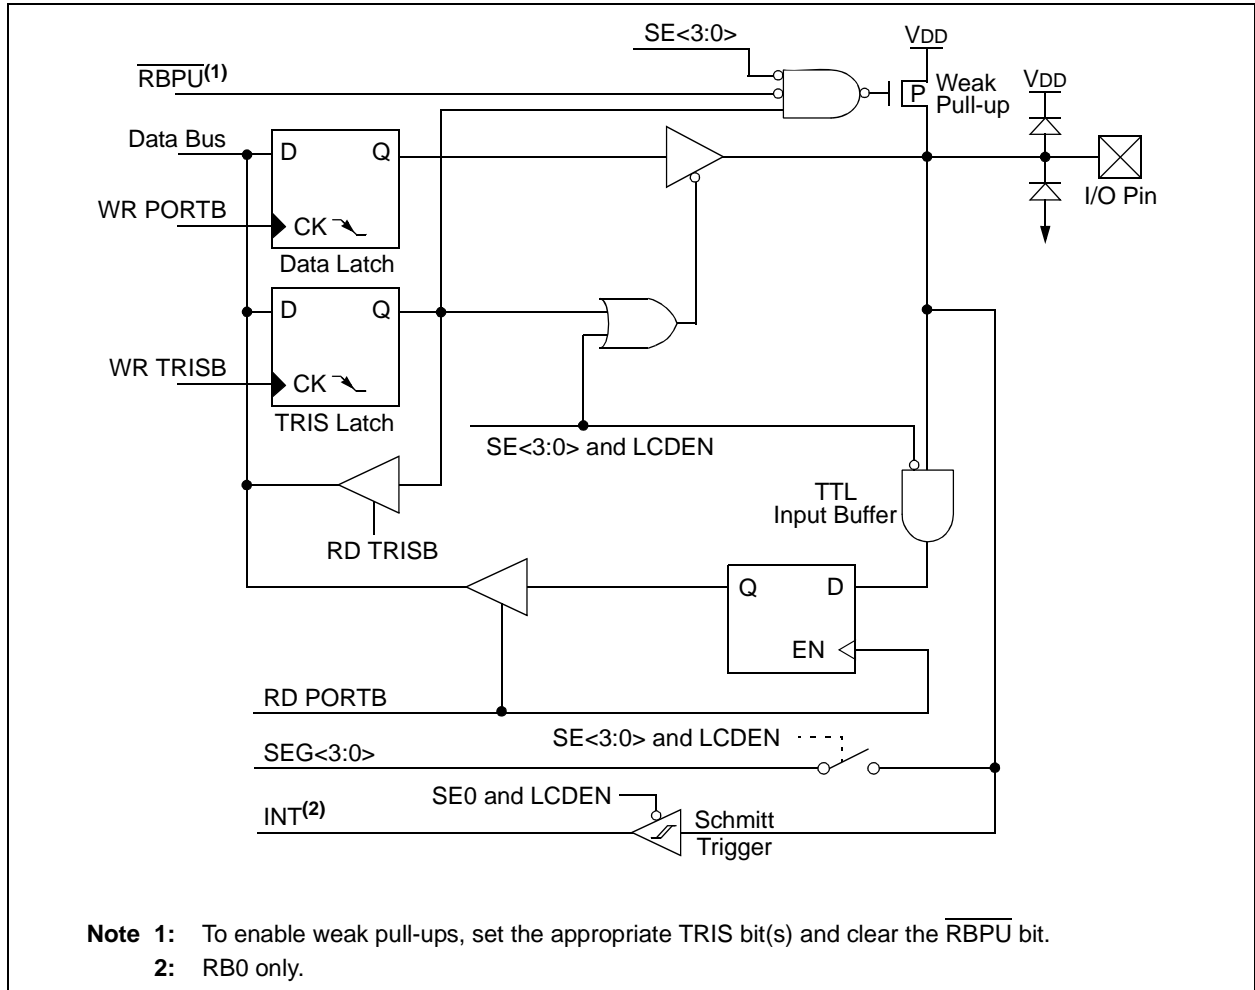 SE<3:0>
VDD
RBPU(1)
P
Weak
Pull-up
VDD
Data Bus
D
Q
WR PORTB
CK
I/O Pin
Data Latch
D
Q
WR TRISB
CK
TRIS Latch
SE<3:0> and LCDEN
TTL
Input Buffer
RD TRISB
Q
D
EN
RD PORTB
SE<3:0> and LCDEN
SEG<3:0>
SE0 and LCDEN
INT(2)
Schmitt
Trigger
Note 1: To enable weak pull-ups, set the appropriate TRIS bit(s) and clear the RBPU bit.
2: RB0 only.